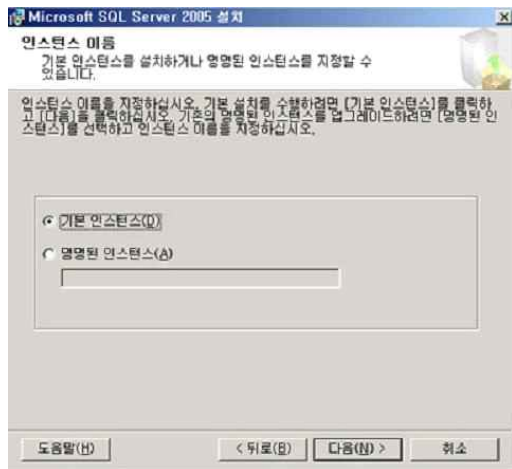 Microsoft SQL Server 2005 설치
인스턴스 이름
기본 인스턴스를 설치하거나 명명된 인스턴스를 지정할 수
있습니다.
인스턴스 이름을 지정하십시오. 기본 설치를 수행하려면 [기본 인스턴스]를 클릭하
고 [다음]을 클릭하십시오. 기존의 명명된 인스턴스를 업그레이드하려면 [명명된 인
스턴스]를 선택하고 인스턴스 이름을 지정하십시오.
기본 인스턴스(D)
명명된 인스턴스(A)
도움말(H)
< 뒤로(B)
다음(N) >
취소